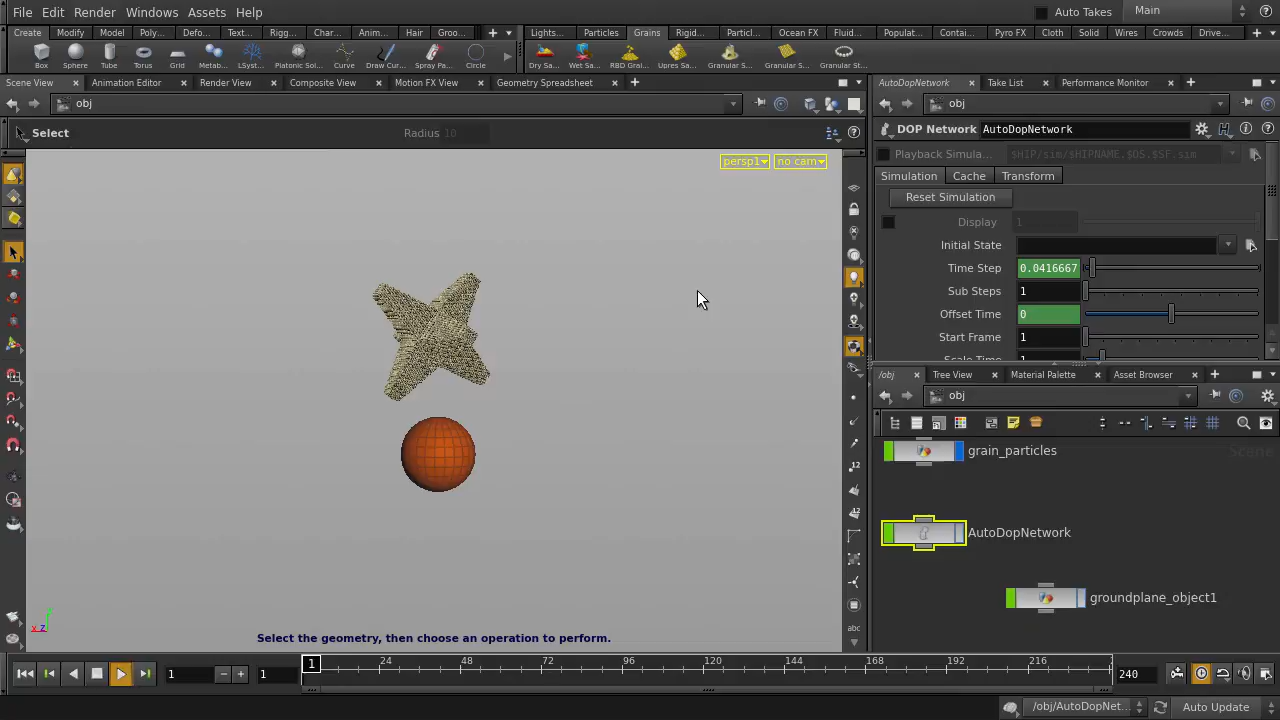 File Edit Render Windows Assets Help Auto Takes Main
Create Modify Model Poly... Defo... Text... Rigg... Char... Anim... Hair Groo... Lights... Particles Grains Rigid... Particl... Ocean FX Fluid... Populat... Contai... Pyro FX Cloth Solid Wires Crowds Drive...
Box Sphere Tube Torus Grid Metab... LSyst... Platonic Sol... Curve Draw Cur... Spray Pa... Circle Dry Sa... Wet Sa... RBD Grai... Upres Sa... Granular S... Granular S... Granular St...
Scene View Animation Editor Render View Composite View Motion FX View Geometry Spreadsheet AutoDopNetwork Take List Performance Monitor
obj obj
Select Radius 10 DOP Network AutoDopNetwork
Playback Simula... $HIP/sim/$HIPNAME.$OS.$SF.sim
persp1 no cam
Simulation Cache Transform
Reset Simulation
Display 1
Initial State
Time Step 0.0416667
Sub Steps 1
Offset Time 0
Start Frame 1
Scale Time 1
/obj Tree View Material Palette Asset Browser
obj
grain_particles
Scene
AutoDopNetwork
groundplane_object1
12
12
abc
x z
Select the geometry, then choose an operation to perform.
1 24 48 72 96 120 144 168 192 216
1 1 240
/obj/AutoDopNet... Auto Update